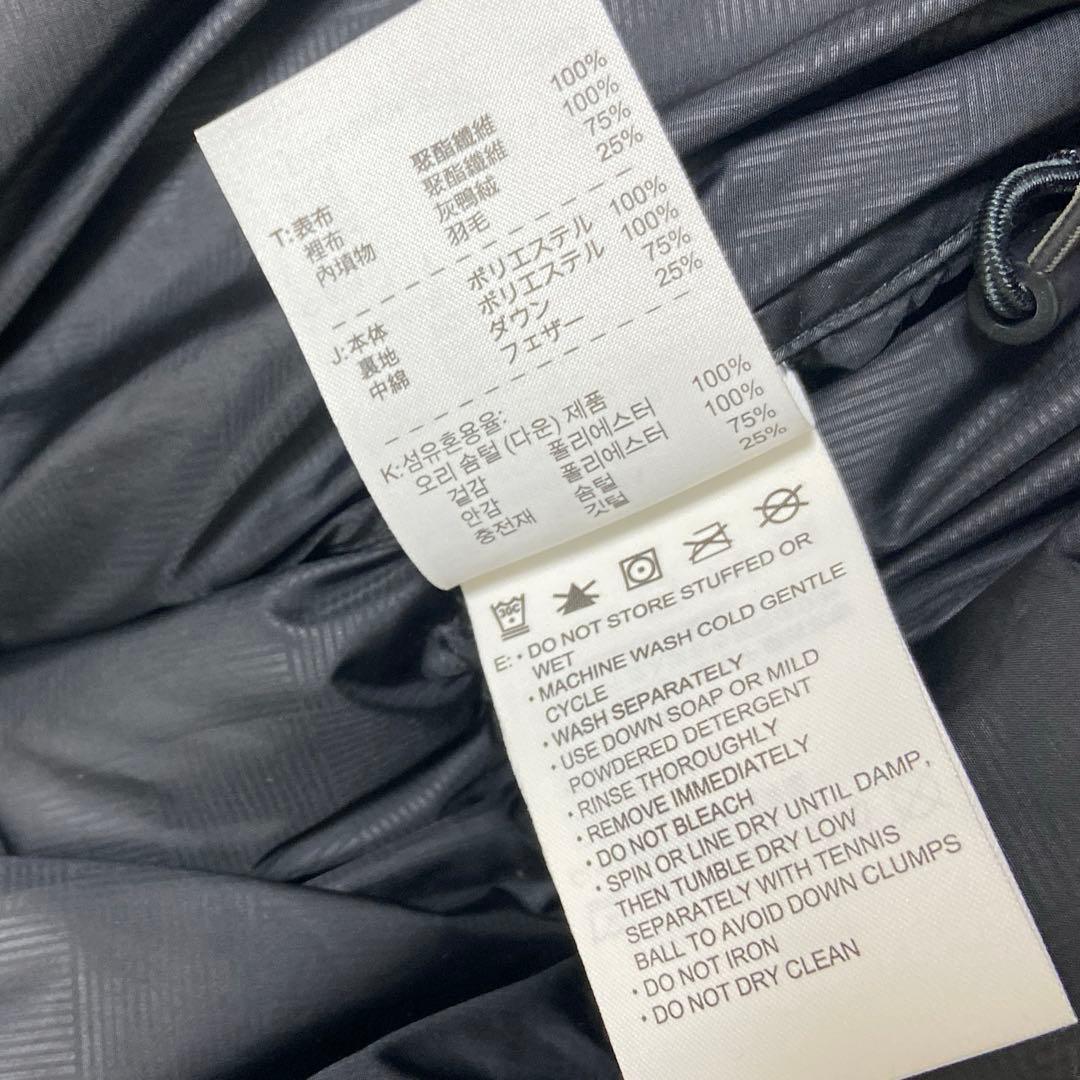 T:表布 聚酯纖維 100%
裡布 聚酯纖維 100%
內填物 灰鴨絨 75%
羽毛 25%
J:本体 ポリエステル 100%
裏地 ポリエステル 100%
中綿 ダウン 75%
フェザー 25%
K:섬유혼용율:
오리 솜털 (다운) 제품
겉감 폴리에스터 100%
안감 폴리에스터 100%
충전재 솜털 75%
깃털 25%
30C
E:•DO NOT STORE STUFFED OR
WET
•MACHINE WASH COLD GENTLE
CYCLE
•WASH SEPARATELY
•USE DOWN SOAP OR MILD
POWDERED DETERGENT
•RINSE THOROUGHLY
•REMOVE IMMEDIATELY
•DO NOT BLEACH
•SPIN OR LINE DRY UNTIL DAMP,
THEN TUMBLE DRY LOW
SEPARATELY WITH TENNIS
BALL TO AVOID DOWN CLUMPS
•DO NOT IRON
•DO NOT DRY CLEAN